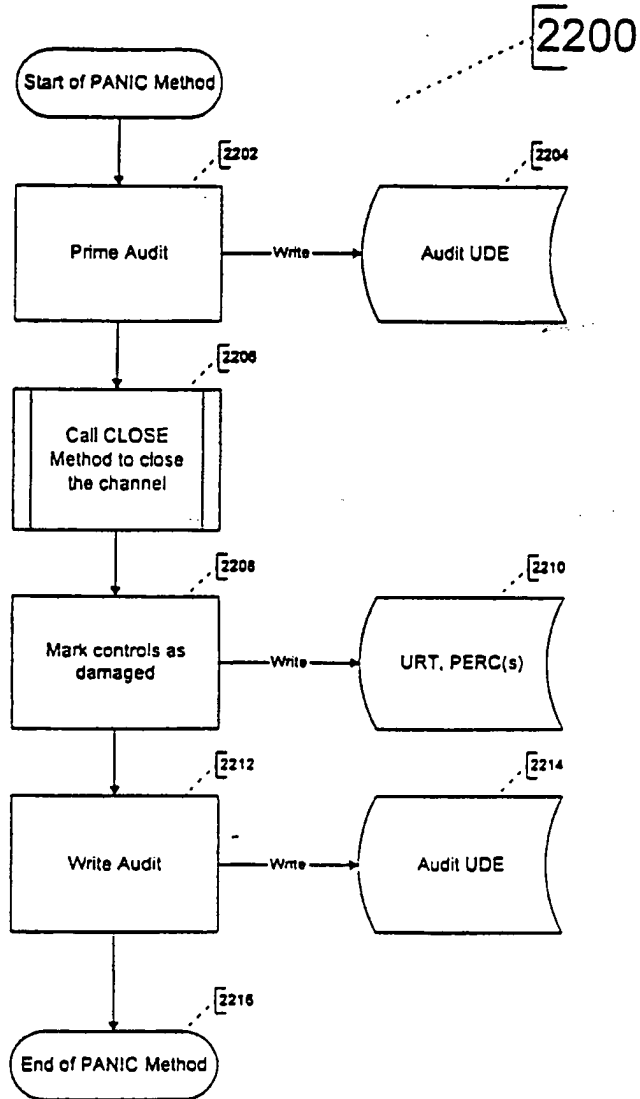 2200
Start of PANIC Method
2202
2204
Prime Audit
Write
Audit UDE
2206
Call CLOSE
Method to close
the channel
2208
2210
Mark controls as
damaged
Write
URT, PERC(s)
2212
2214
Write Audit
Write
Audit UDE
2216
End of PANIC Method